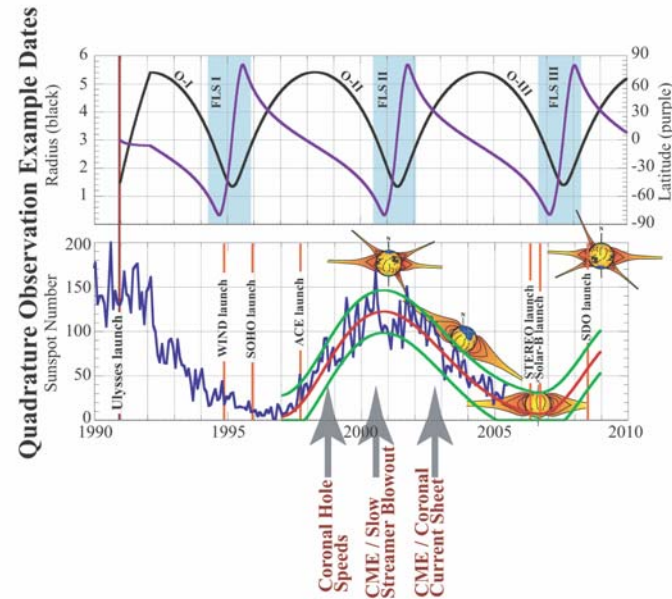 Quadrature Observation Example Dates
Radius (black)
6
5
4
3
2
1
O-I
FLS I
O-II
FLS II
O-III
FLS III
90
60
30
0
-30
-60
-90
Latitude (purple)
Sunspot Number
200
150
100
50
0
Ulysses launch
WIND launch
SOHO launch
ACE launch
STEREO launch
Solar-B launch
SDO launch
N
N
N
1990
1995
2000
2005
2010
Coronal Hole
Speeds
CME / Slow
Streamer Blowout
CME / Coronal
Current Sheet